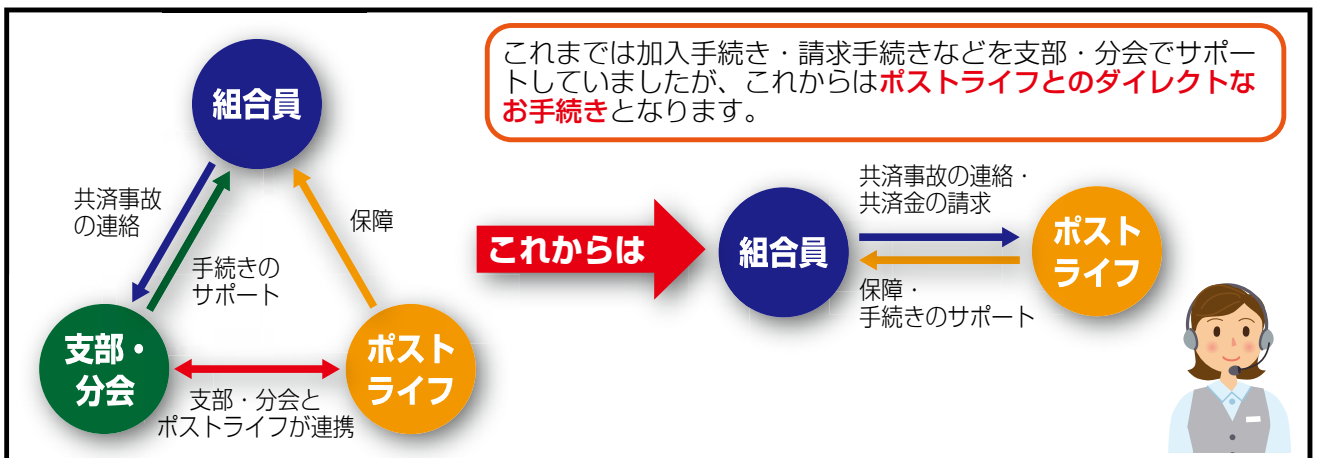 これまでは加入手続き・請求手続きなどを支部・分会でサポー
トしていましたが、これからはポストライフとのダイレクトな
お手続きとなります。
組合員
共済事故
の連絡
手続きの
サポート
保障
支部・
分会
ポスト
ライフ
支部・分会と
ポストライフが連携
これからは
組合員
共済事故の連絡・
共済金の請求
保障・
手続きのサポート
ポスト
ライフ